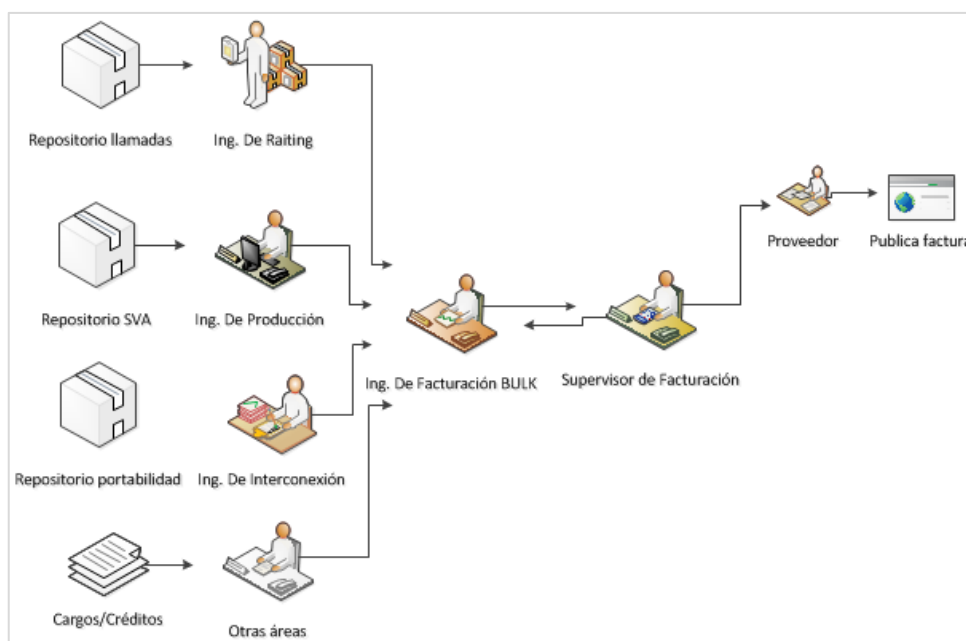 Repositorio llamadas
Ing. De Raiting
Repositorio SVA
Ing. De Producción
Proveedor
Publica factura
Ing. De Facturación BULK
Supervisor de Facturación
Repositorio portabilidad
Ing. De Interconexión
Cargos/Créditos
Otras áreas